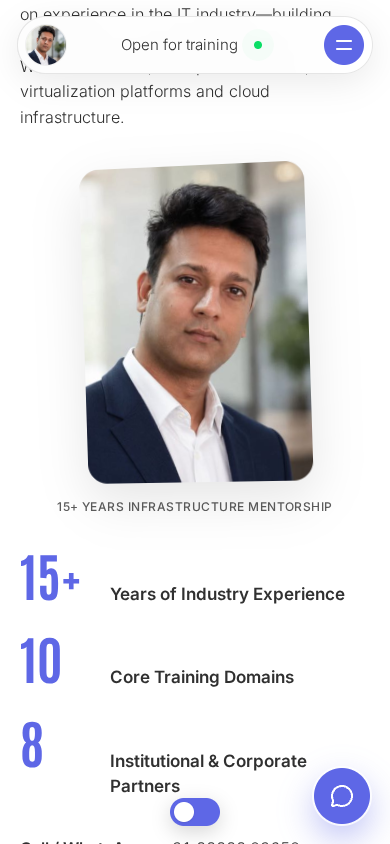 on experience in the IT industry—building
Open for training
virtualization platforms and cloud
infrastructure.
15+ YEARS INFRASTRUCTURE MENTORSHIP
15+
Years of Industry Experience
10
Core Training Domains
8
Institutional & Corporate
Partners